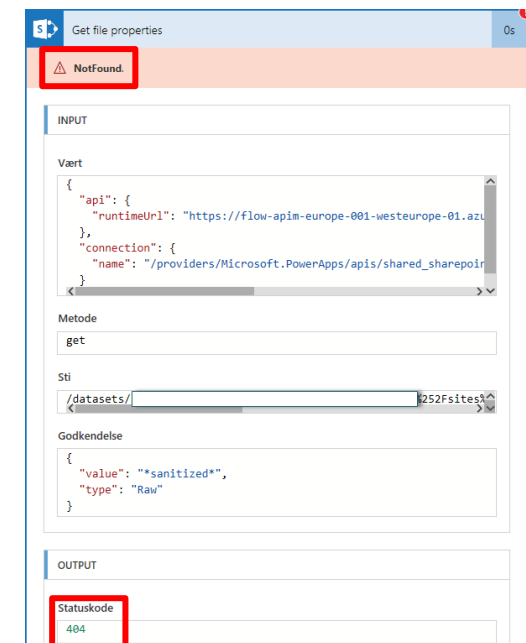 S
Get file properties
0s
NotFound.
INPUT
Vært
{
"api": {
"runtimeUrl": "https://flow-apim-europe-001-westeurope-01.azu
},
"connection": {
"name": "/providers/Microsoft.PowerApps/apis/shared_sharepoin
}
Metode
get
Sti
/datasets/ %252Fsites%
Godkendelse
{
"value": "*sanitized*",
"type": "Raw"
}
OUTPUT
Statuskode
404